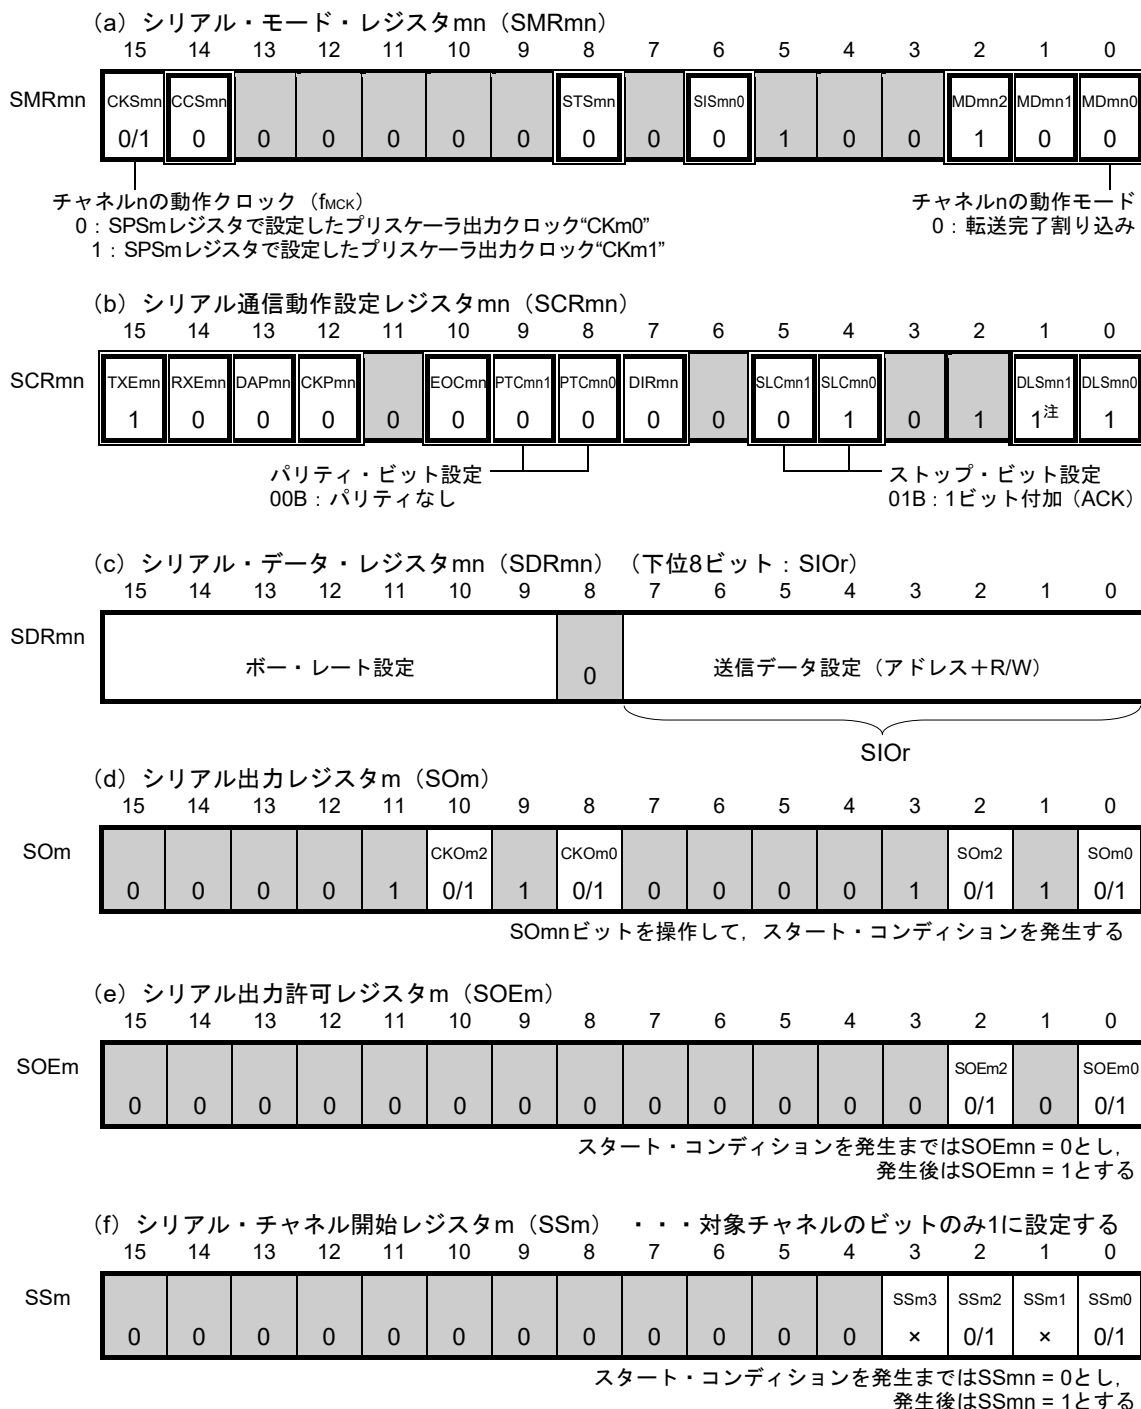 (a) シリアル・モード・レジスタmn（SMRmn）
15 14 13 12 11 10 9 8 7 6 5 4 3 2 1 0
SMRmn CKSmn CCSmn STSmn SISmn0 MDmn2 MDmn1 MDmn0
0/1 0 0 0 0 0 0 0 0 0 1 0 0 1 0 0
チャネルnの動作クロック（fMCK）
0：SPSmレジスタで設定したプリスケーラ出力クロック“CKm0”
1：SPSmレジスタで設定したプリスケーラ出力クロック“CKm1”
チャネルnの動作モード
0：転送完了割り込み
(b) シリアル通信動作設定レジスタmn（SCRmn）
15 14 13 12 11 10 9 8 7 6 5 4 3 2 1 0
SCRmn TXEmn RXEmn DAPmn CKPmn EOCmn PTCmn1 PTCmn0 DIRmn SLCmn1 SLCmn0 DLSmn1 DLSmn0
1 0 0 0 0 0 0 0 0 0 0 1 0 1 1注 1
パリティ・ビット設定
00B：パリティなし
ストップ・ビット設定
01B：1ビット付加（ACK）
(c) シリアル・データ・レジスタmn（SDRmn）（下位8ビット：SIOr）
15 14 13 12 11 10 9 8 7 6 5 4 3 2 1 0
SDRmn ボー・レート設定 0 送信データ設定（アドレス＋R/W）
SIOr
(d) シリアル出力レジスタm（SOm）
15 14 13 12 11 10 9 8 7 6 5 4 3 2 1 0
SOm CKOm2 CKOm0 SOm2 SOm0
0 0 0 0 1 0/1 1 0/1 0 0 0 0 1 0/1 1 0/1
SOmnビットを操作して，スタート・コンディションを発生する
(e) シリアル出力許可レジスタm（SOEm）
15 14 13 12 11 10 9 8 7 6 5 4 3 2 1 0
SOEm SOEm2 SOEm0
0 0 0 0 0 0 0 0 0 0 0 0 0 0/1 0 0/1
スタート・コンディションを発生まではSOEmn = 0とし，
発生後はSOEmn = 1とする
(f) シリアル・チャネル開始レジスタm（SSm） ・・・対象チャネルのビットのみ1に設定する
15 14 13 12 11 10 9 8 7 6 5 4 3 2 1 0
SSm SSm3 SSm2 SSm1 SSm0
0 0 0 0 0 0 0 0 0 0 0 0 × 0/1 × 0/1
スタート・コンディションを発生まではSSmn = 0とし，
発生後はSSmn = 1とする